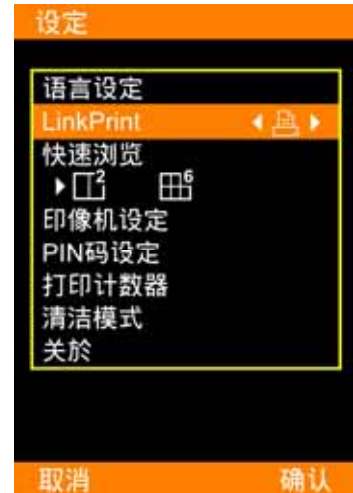 设定
语言设定
LinkPrint
快速浏览
2 6
印像机设定
PIN码设定
打印计数器
清洁模式
关於
取消 确认